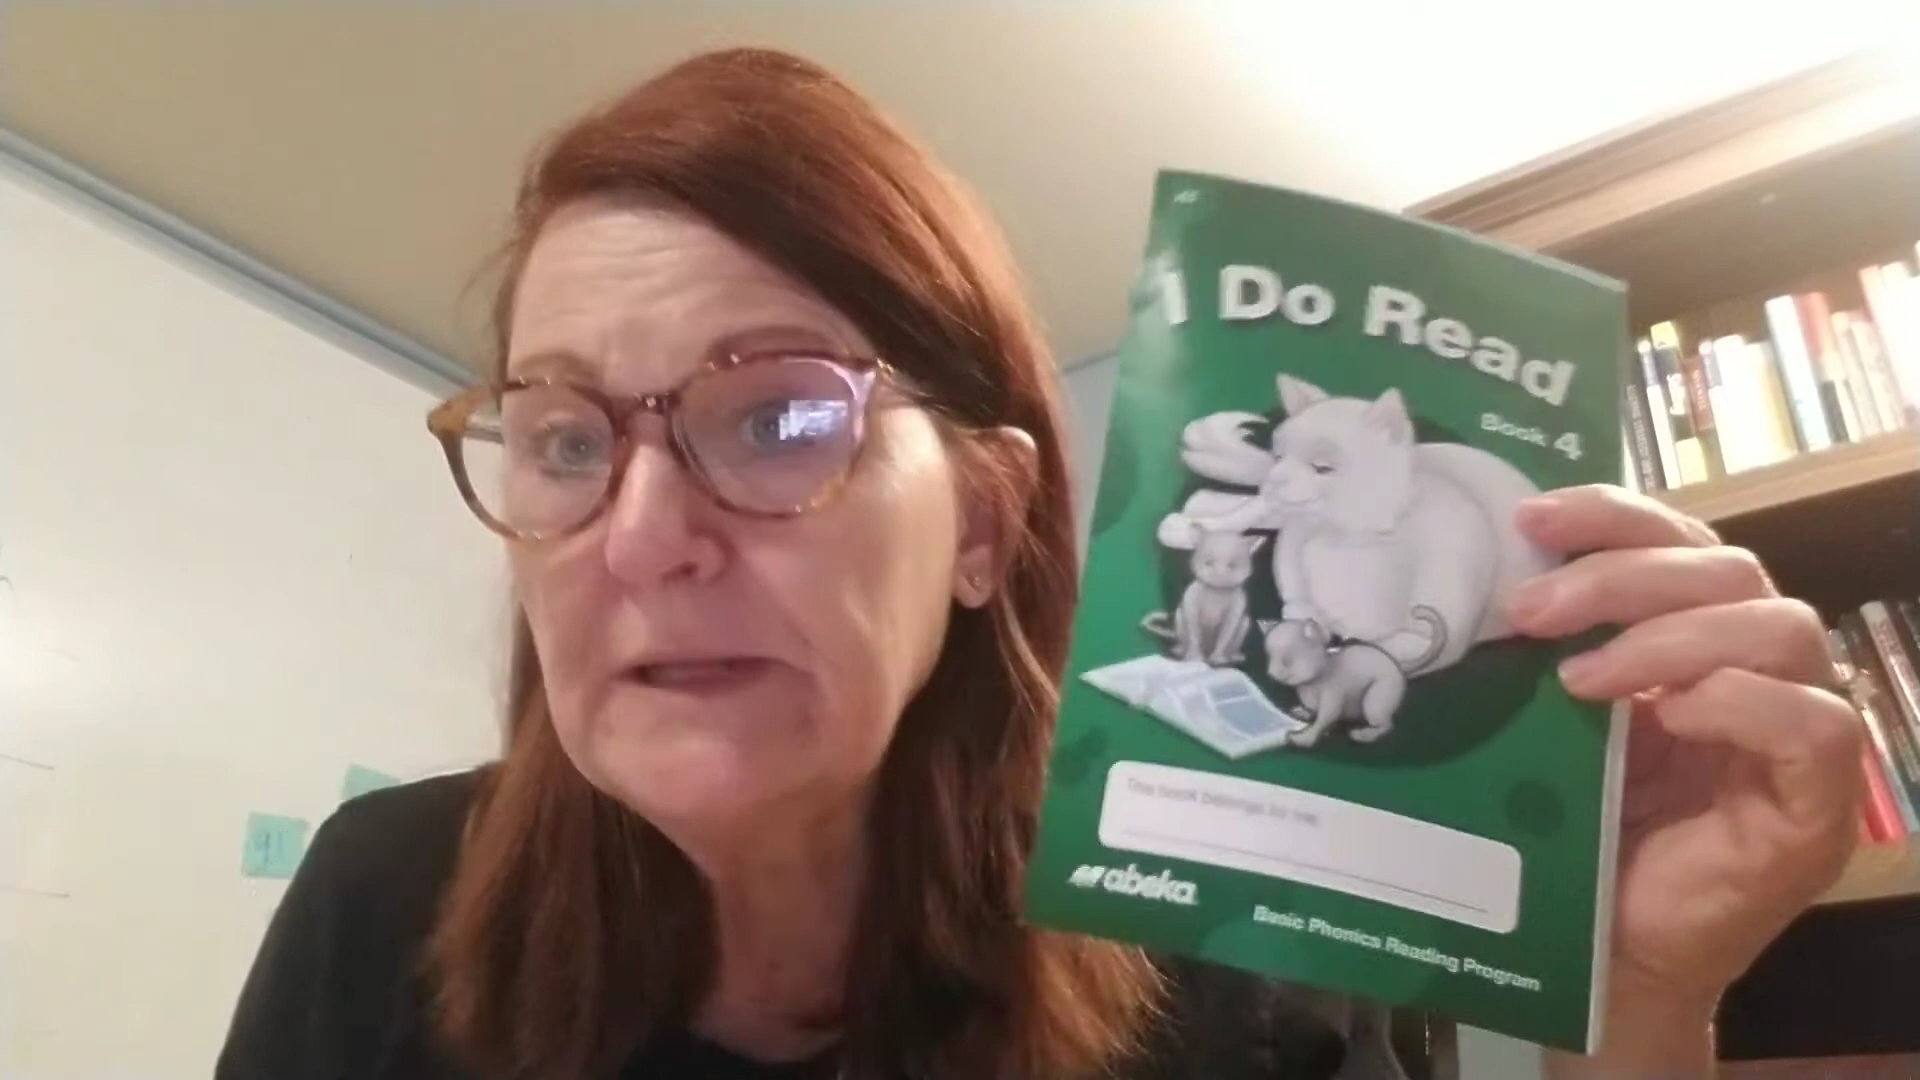 I Do Read
Book 4
This book belongs to me:
abeka
Basic Phonics Reading Program